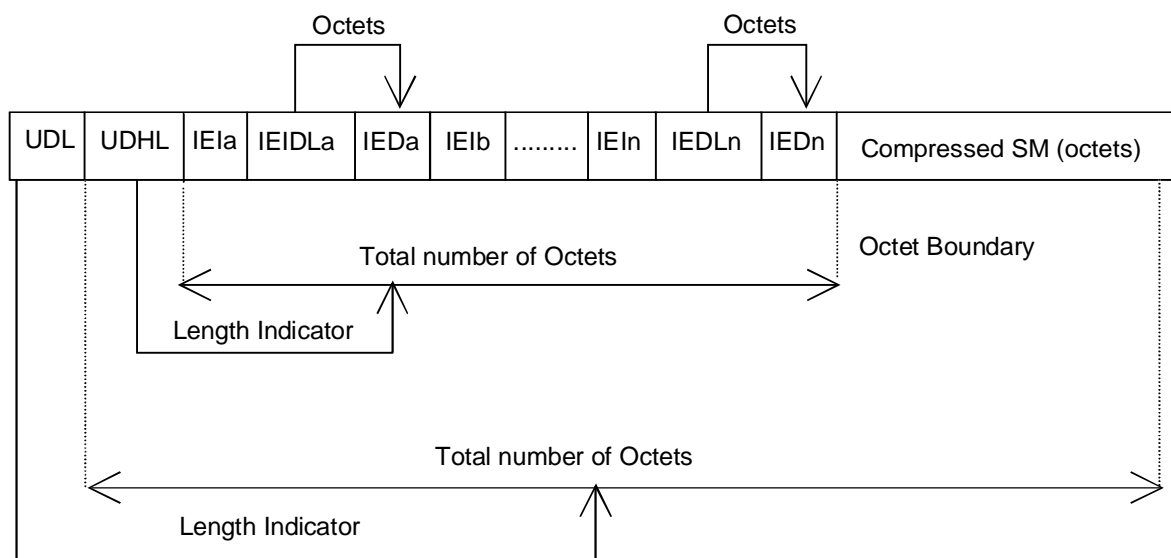 Octets
Octets
UDL UDHL IEIa IEIDLa IEDa IEIb ......... IEIn IEDLn IEDn Compressed SM (octets)
Total number of Octets
Octet Boundary
Length Indicator
Total number of Octets
Length Indicator